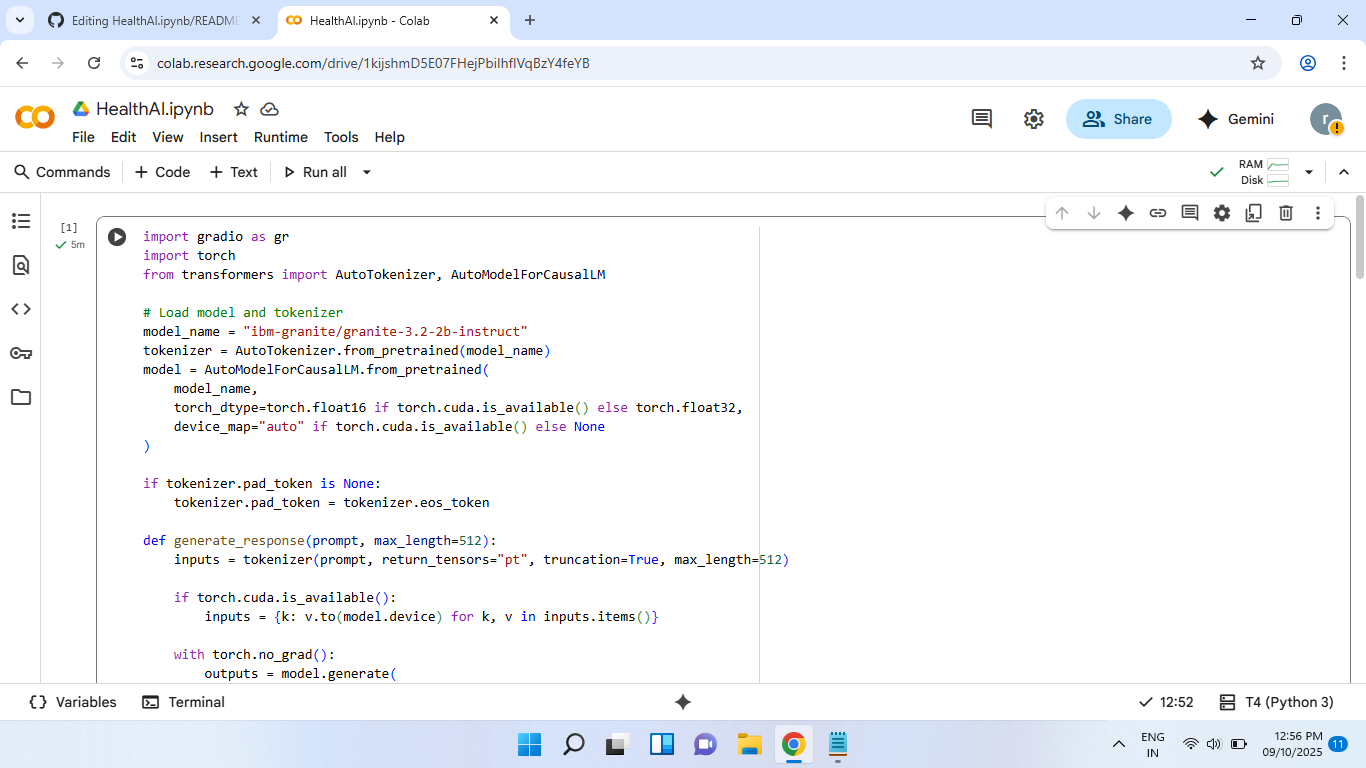 Editing HealthAI.ipynb/README
HealthAI.ipynb - Colab
colab.research.google.com/drive/1kijshmD5E07FHejPbiIhflVqBzY4feYB
HealthAI.ipynb
File Edit View Insert Runtime Tools Help
Share
Gemini
r
Commands + Code + Text Run all
RAM
Disk
[1]
5m
import gradio as gr
import torch
from transformers import AutoTokenizer, AutoModelForCausalLM
# Load model and tokenizer
model_name = "ibm-granite/granite-3.2-2b-instruct"
tokenizer = AutoTokenizer.from_pretrained(model_name)
model = AutoModelForCausalLM.from_pretrained(
    model_name,
    torch_dtype=torch.float16 if torch.cuda.is_available() else torch.float32,
    device_map="auto" if torch.cuda.is_available() else None
)
if tokenizer.pad_token is None:
    tokenizer.pad_token = tokenizer.eos_token
def generate_response(prompt, max_length=512):
    inputs = tokenizer(prompt, return_tensors="pt", truncation=True, max_length=512)
    if torch.cuda.is_available():
        inputs = {k: v.to(model.device) for k, v in inputs.items()}
    with torch.no_grad():
        outputs = model.generate(
{} Variables
Terminal
12:52
T4 (Python 3)
ENG
IN
12:56 PM
09/10/2025
11